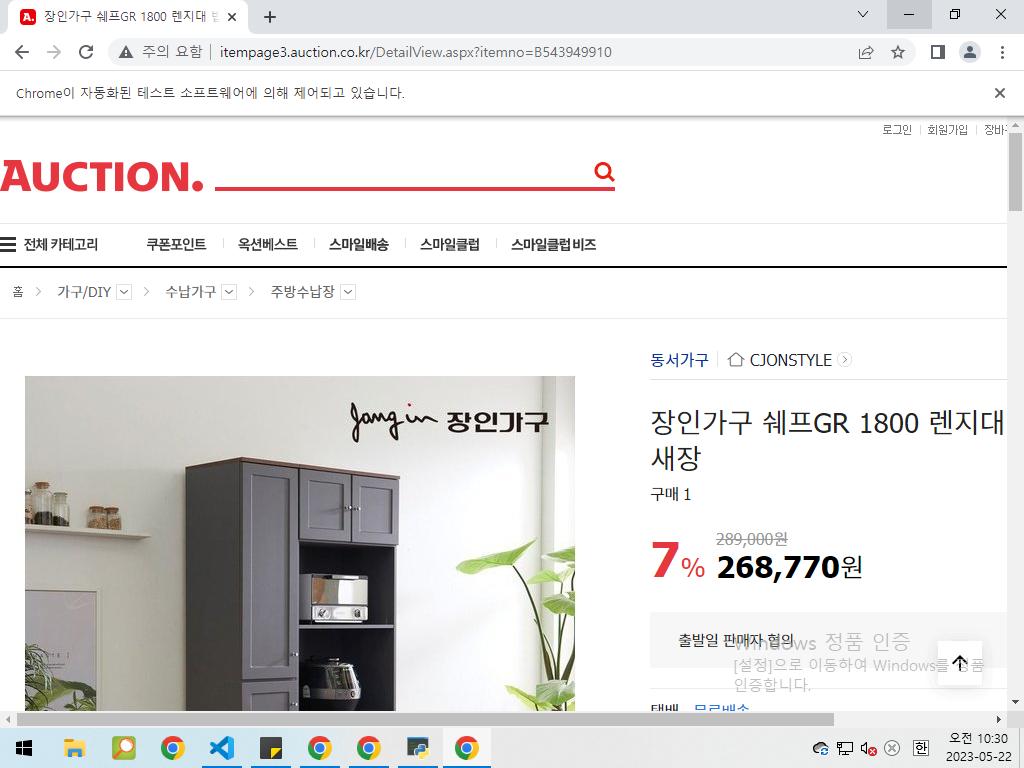 장인가구 쉐프GR 1800 렌지대
주의 요함
itempage3.auction.co.kr/DetailView.aspx?itemno=B543949910
Chrome이 자동화된 테스트 소프트웨어에 의해 제어되고 있습니다.
로그인 회원가입
AUCTION.
전체 카테고리 쿠폰포인트 옥션베스트 스마일배송 스마일클럽 스마일클럽 비즈
홈 가구/DIY 수납가구 주방수납장
동서가구 CJONSTYLE
Jang in 장인가구
장인가구 쉐프GR 1800 렌지대
새장
구매 1
289,000원
7% 268,770원
출발일 판매자 협의
Windows 정품 인증
[설정]으로 이동하여 Windows를 정품
인증합니다.
택배 무료배송
한
오전 10:30
2023-05-22